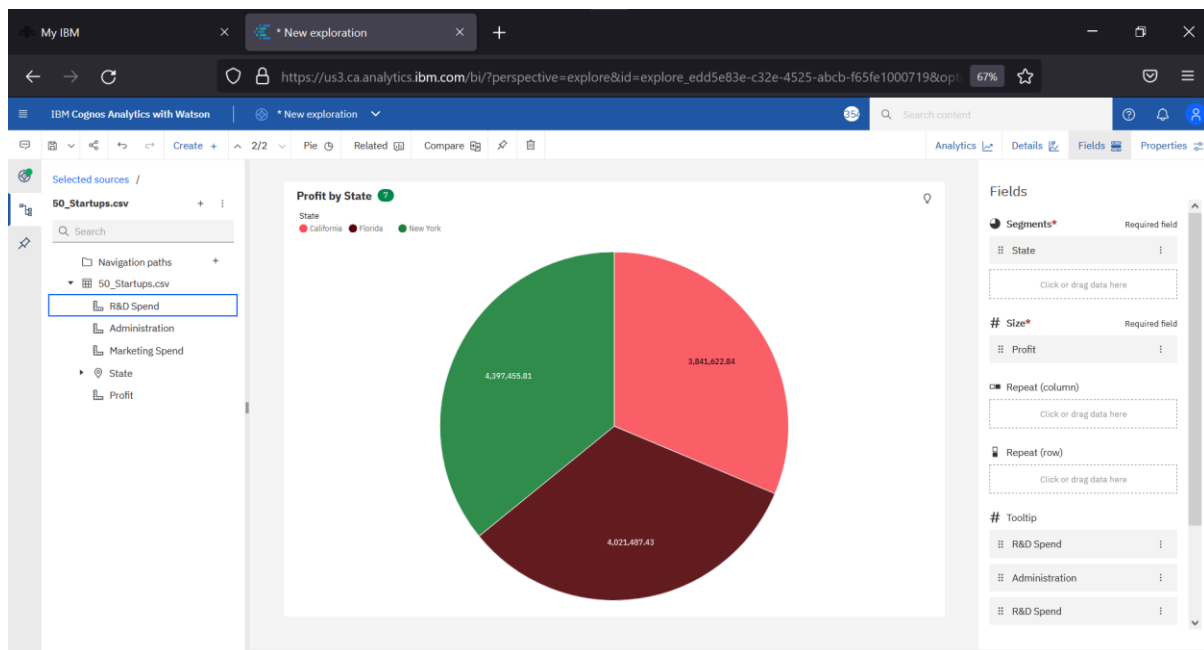 My IBM
* New exploration
https://us3.ca.analytics.ibm.com/bi/?perspective=explore&id=explore_edd5e83e-c32e-4525-abcb-f65fe1000719&opt
67%
IBM Cognos Analytics with Watson
* New exploration
354
Search content
Create +
2/2
Pie
Related
Compare
Analytics
Details
Fields
Properties
Selected sources /
50_Startups.csv
Search
Navigation paths
50_Startups.csv
R&D Spend
Administration
Marketing Spend
State
Profit
Profit by State 7
State
California Florida New York
4,397,455.81
3,841,622.84
4,021,487.43
Fields
Segments* Required field
State
Click or drag data here
# Size* Required field
Profit
Repeat (column)
Click or drag data here
Repeat (row)
Click or drag data here
# Tooltip
R&D Spend
Administration
R&D Spend